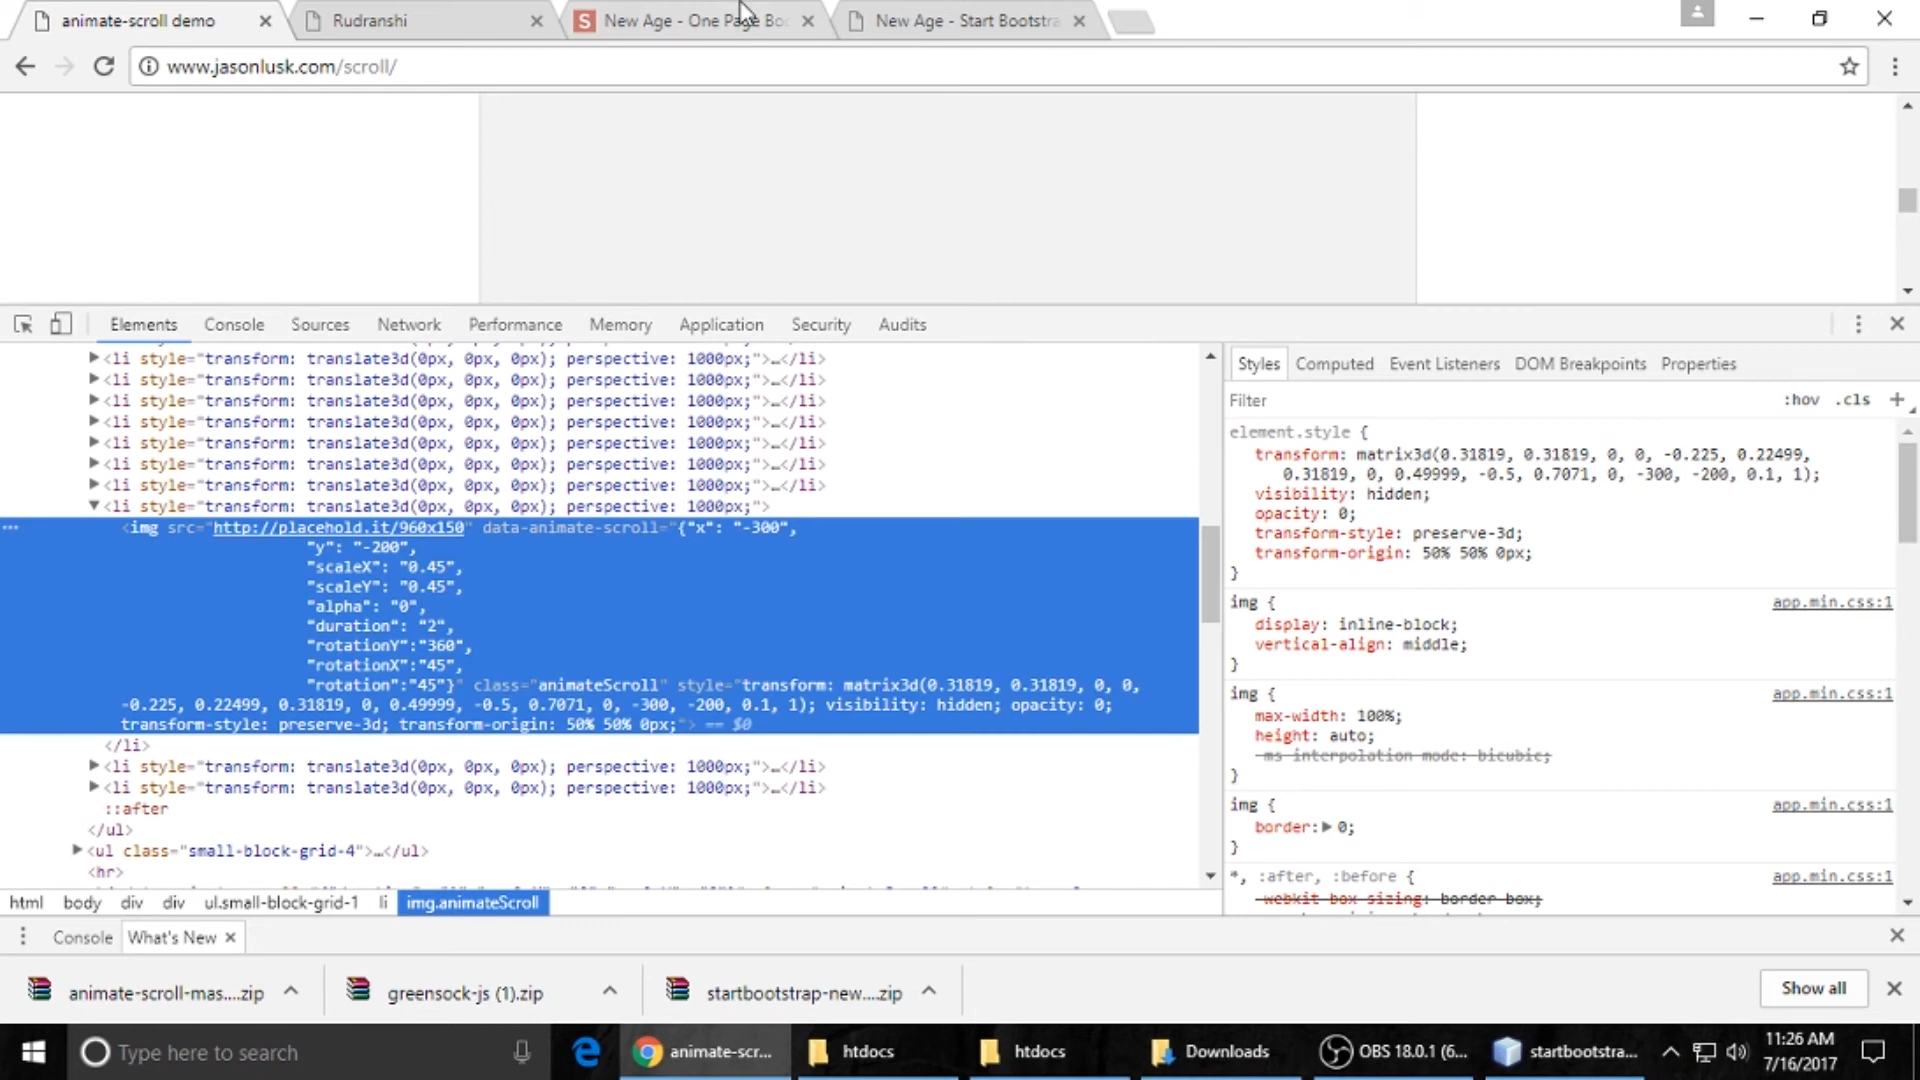 animate-scroll demo
Rudranshi
New Age - One Page Boo
New Age - Start Bootstra
www.jasonlusk.com/scroll/
Elements Console Sources Network Performance Memory Application Security Audits
<li style="transform: translate3d(0px, 0px, 0px); perspective: 1000px;">…</li>
<li style="transform: translate3d(0px, 0px, 0px); perspective: 1000px;">…</li>
<li style="transform: translate3d(0px, 0px, 0px); perspective: 1000px;">…</li>
<li style="transform: translate3d(0px, 0px, 0px); perspective: 1000px;">…</li>
<li style="transform: translate3d(0px, 0px, 0px); perspective: 1000px;">…</li>
<li style="transform: translate3d(0px, 0px, 0px); perspective: 1000px;">…</li>
<li style="transform: translate3d(0px, 0px, 0px); perspective: 1000px;">…</li>
<li style="transform: translate3d(0px, 0px, 0px); perspective: 1000px;">
<img src="http://placehold.it/960x150" data-animate-scroll="{"x": "-300",
"y": "-200",
"scaleX": "0.45",
"scaleY": "0.45",
"alpha": "0",
"duration": "2",
"rotationY":"360",
"rotationX":"45",
"rotation":"45"}" class="animateScroll" style="transform: matrix3d(0.31819, 0.31819, 0, 0,
-0.225, 0.22499, 0.31819, 0, 0.49999, -0.5, 0.7071, 0, -300, -200, 0.1, 1); visibility: hidden; opacity: 0;
transform-style: preserve-3d; transform-origin: 50% 50% 0px;"> == $0
</li>
<li style="transform: translate3d(0px, 0px, 0px); perspective: 1000px;">…</li>
<li style="transform: translate3d(0px, 0px, 0px); perspective: 1000px;">…</li>
::after
</ul>
<ul class="small-block-grid-4">…</ul>
<hr>
html body div div ul.small-block-grid-1 li img.animateScroll
Styles Computed Event Listeners DOM Breakpoints Properties
Filter :hov .cls +
element.style {
transform: matrix3d(0.31819, 0.31819, 0, 0, -0.225, 0.22499,
0.31819, 0, 0.49999, -0.5, 0.7071, 0, -300, -200, 0.1, 1);
visibility: hidden;
opacity: 0;
transform-style: preserve-3d;
transform-origin: 50% 50% 0px;
}
img { app.min.css:1
display: inline-block;
vertical-align: middle;
}
img { app.min.css:1
max-width: 100%;
height: auto;
-ms-interpolation-mode: bicubic;
}
img { app.min.css:1
border: 0;
}
*, :after, :before { app.min.css:1
-webkit-box-sizing: border-box;
Console What's New
animate-scroll-mas....zip
greensock-js (1).zip
startbootstrap-new....zip
Show all
Type here to search
animate-scr...
htdocs
htdocs
Downloads
OBS 18.0.1 (6...
startbootstra...
11:26 AM
7/16/2017